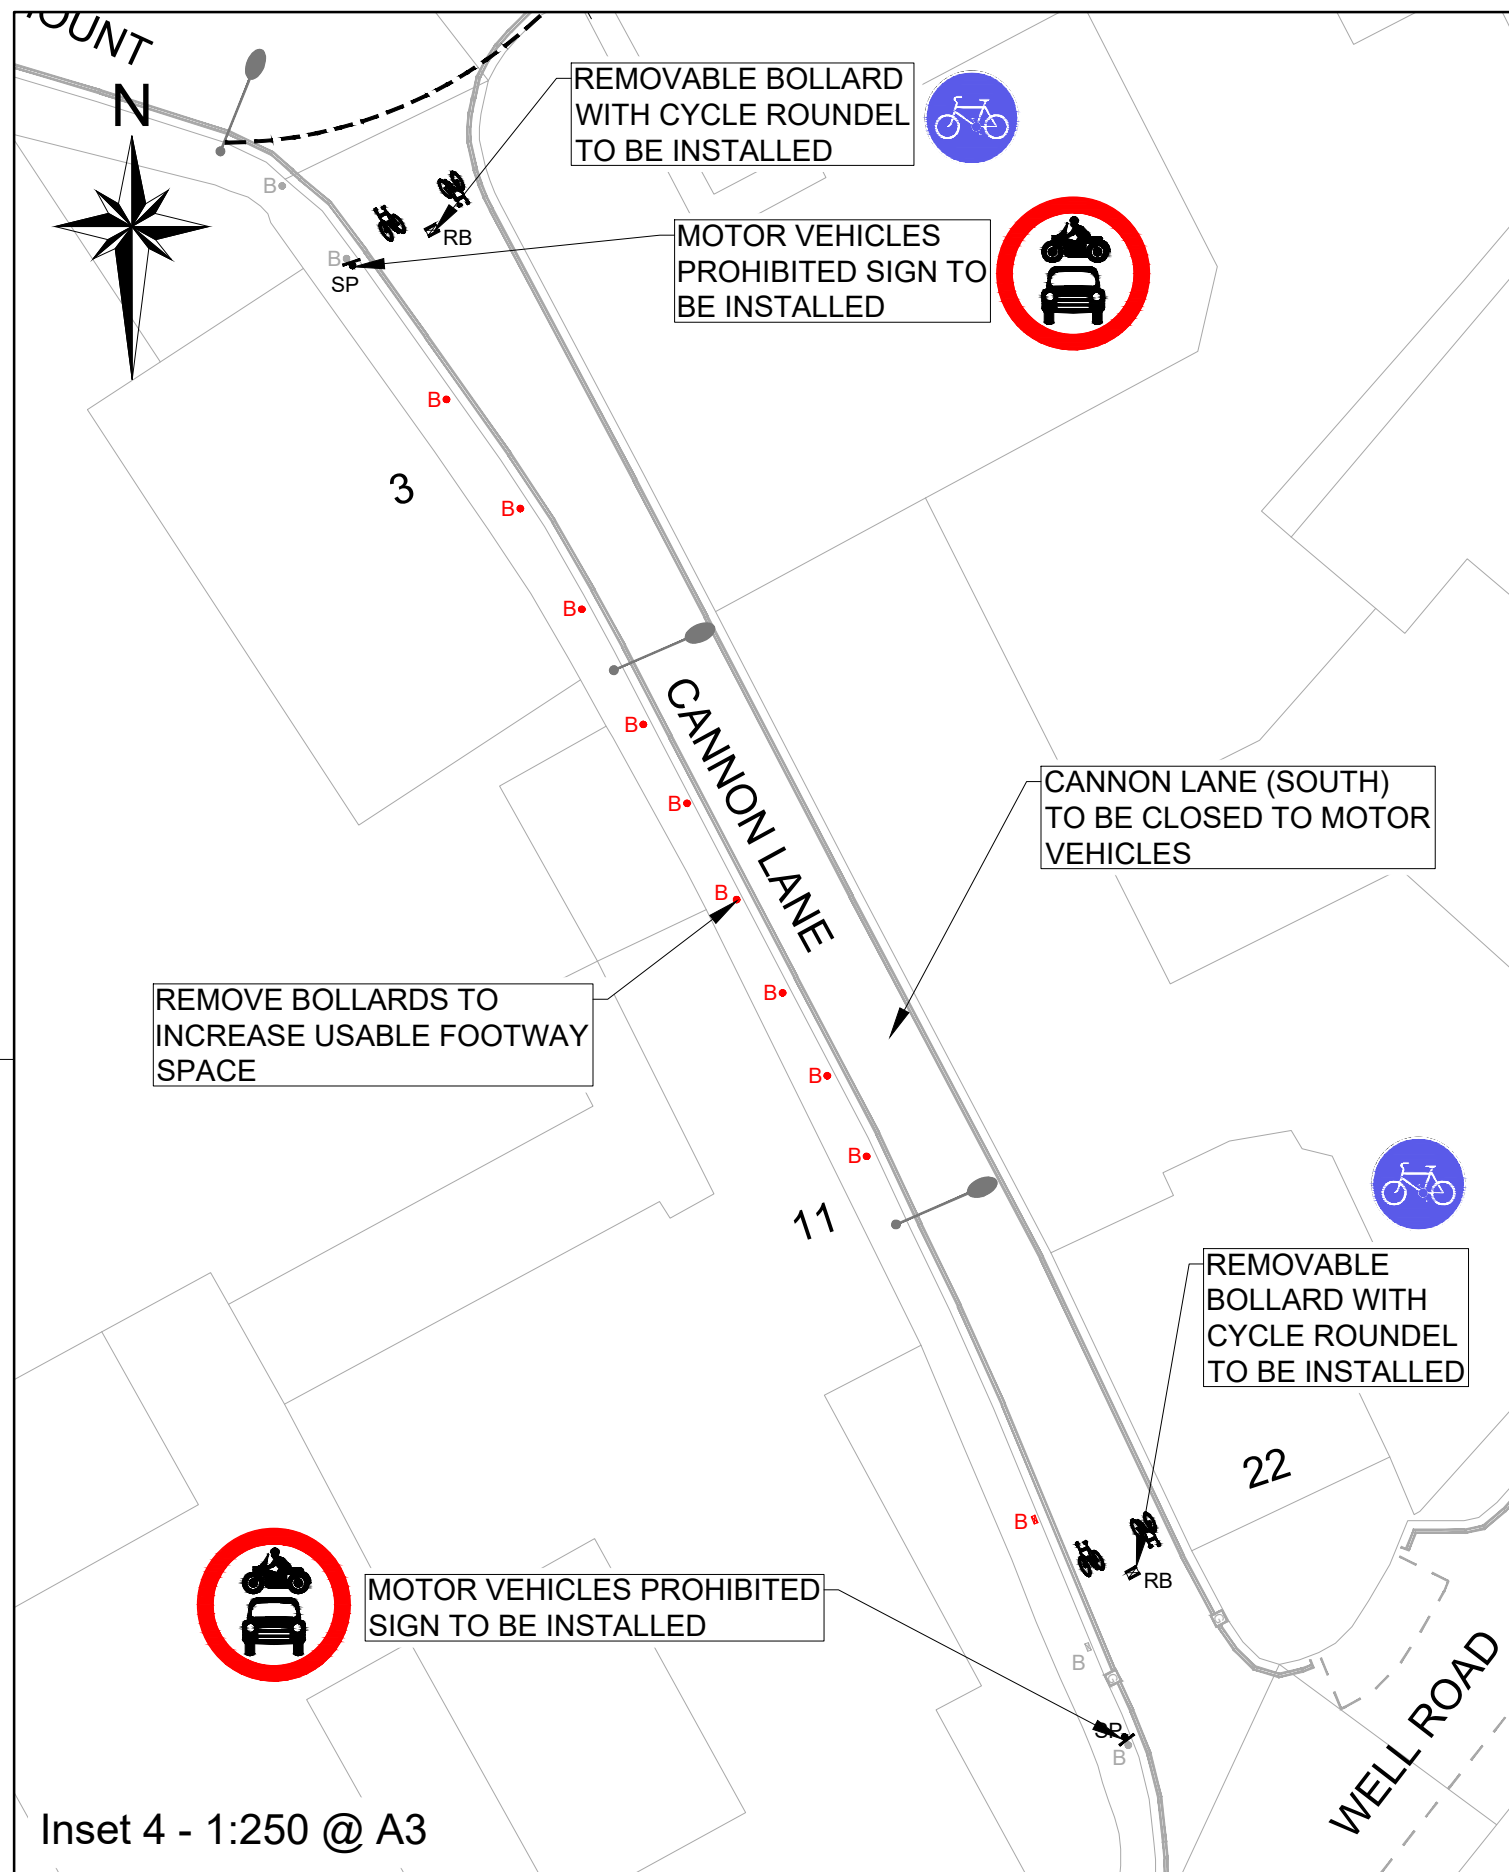 OUNT
N
REMOVABLE BOLLARD
WITH CYCLE ROUNDEL
TO BE INSTALLED
B
RB
MOTOR VEHICLES
PROHIBITED SIGN TO
BE INSTALLED
B
SP
B
3
B
B
B
CANNON LANE
CANNON LANE (SOUTH)
TO BE CLOSED TO MOTOR
VEHICLES
B
B
REMOVE BOLLARDS TO
INCREASE USABLE FOOTWAY
SPACE
B
B
B
11
REMOVABLE
BOLLARD WITH
CYCLE ROUNDEL
TO BE INSTALLED
22
B
RB
MOTOR VEHICLES PROHIBITED
SIGN TO BE INSTALLED
B
SP
B
WELL ROAD
Inset 4 - 1:250 @ A3